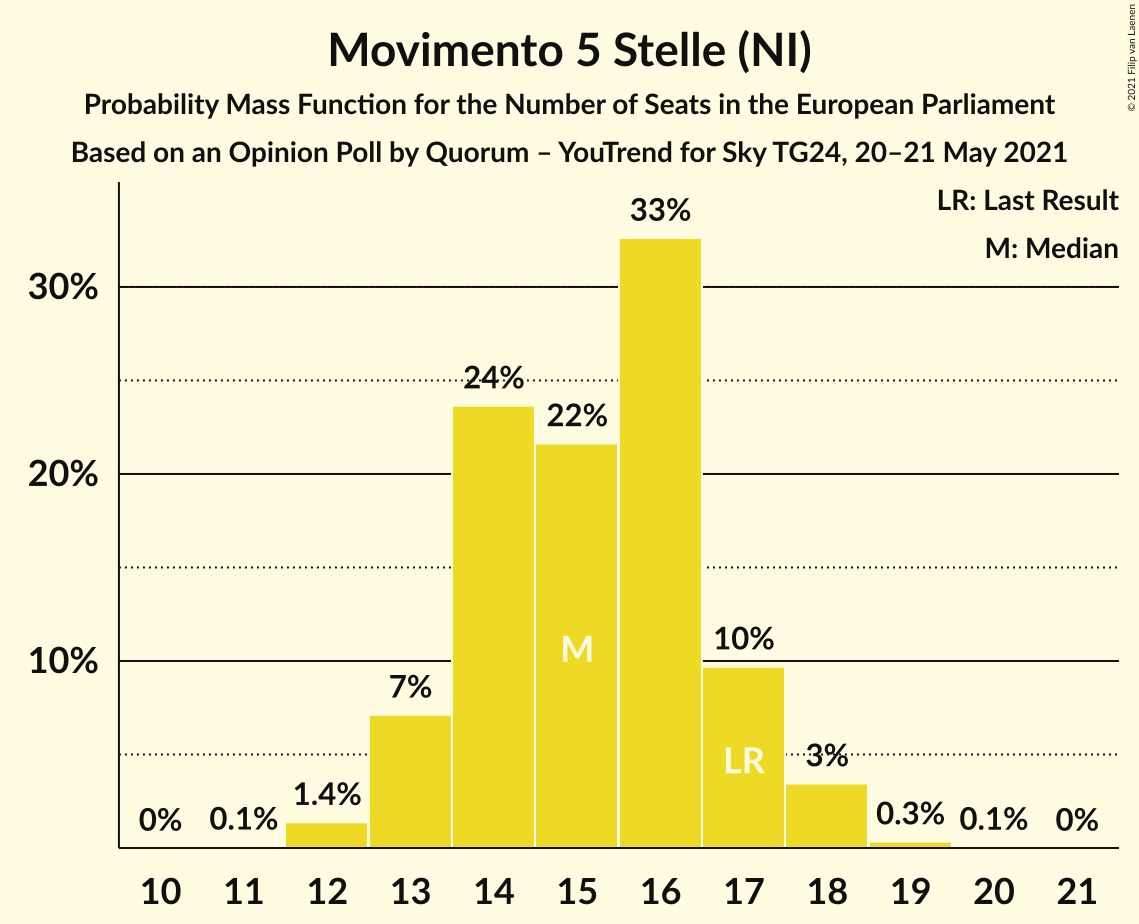 Movimento 5 Stelle (NI)
Probability Mass Function for the Number of Seats in the European Parliament
Based on an Opinion Poll by Quorum – YouTrend for Sky TG24, 20–21 May 2021
© 2021 Filip van Laenen
LR: Last Result
M: Median
30%
20%
10%
0%
0.1%
1.4%
7%
24%
22%
33%
10%
3%
0.3%
0.1%
0%
M
LR
10 11 12 13 14 15 16 17 18 19 20 21